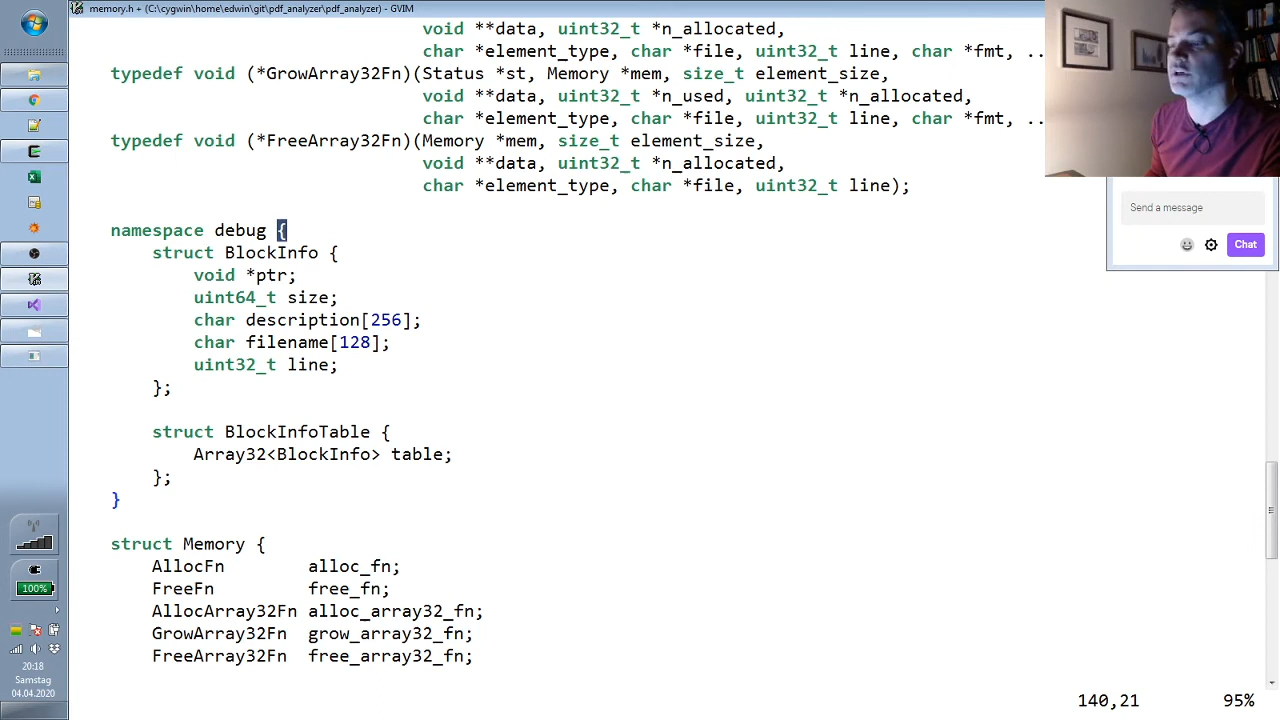 memory.h + (C:\cygwin\home\edwin\git\pdf_analyzer\pdf_analyzer) - GVIM
void **data, uint32_t *n_allocated,
char *element_type, char *file, uint32_t line, char *fmt, ..
typedef void (*GrowArray32Fn)(Status *st, Memory *mem, size_t element_size,
void **data, uint32_t *n_used, uint32_t *n_allocated,
char *element_type, char *file, uint32_t line, char *fmt, ..
typedef void (*FreeArray32Fn)(Memory *mem, size_t element_size,
void **data, uint32_t *n_allocated,
char *element_type, char *file, uint32_t line);
namespace debug {
struct BlockInfo {
void *ptr;
uint64_t size;
char description[256];
char filename[128];
uint32_t line;
};
struct BlockInfoTable {
Array32<BlockInfo> table;
};
}
struct Memory {
AllocFn alloc_fn;
FreeFn free_fn;
AllocArray32Fn alloc_array32_fn;
GrowArray32Fn grow_array32_fn;
FreeArray32Fn free_array32_fn;
140,21 95%
Send a message
Chat
100%
20:18
Samstag
04.04.2020